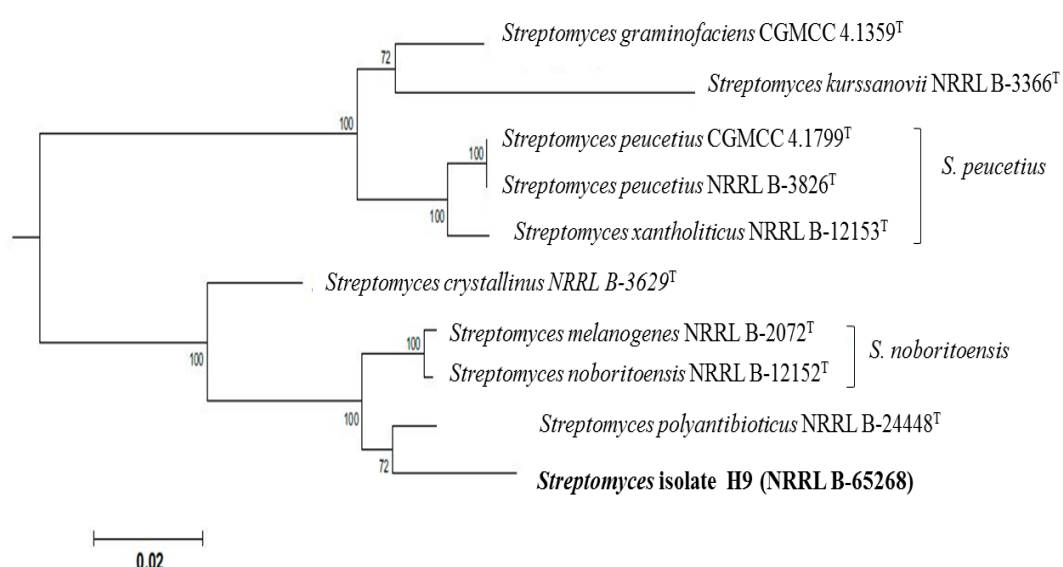 Streptomyces graminofaciens CGMCC 4.1359ᵀ
72
Streptomyces kurssanovii NRRL B-3366ᵀ
100
Streptomyces peucetius CGMCC 4.1799ᵀ
100
S. peucetius
Streptomyces peucetius NRRL B-3826ᵀ
100
Streptomyces xantholiticus NRRL B-12153ᵀ
Streptomyces crystallinus NRRL B-3629ᵀ
Streptomyces melanogenes NRRL B-2072ᵀ
100
S. noboritoensis
100
Streptomyces noboritoensis NRRL B-12152ᵀ
100
Streptomyces polyantibioticus NRRL B-24448ᵀ
72
Streptomyces isolate H9 (NRRL B-65268)
0.02